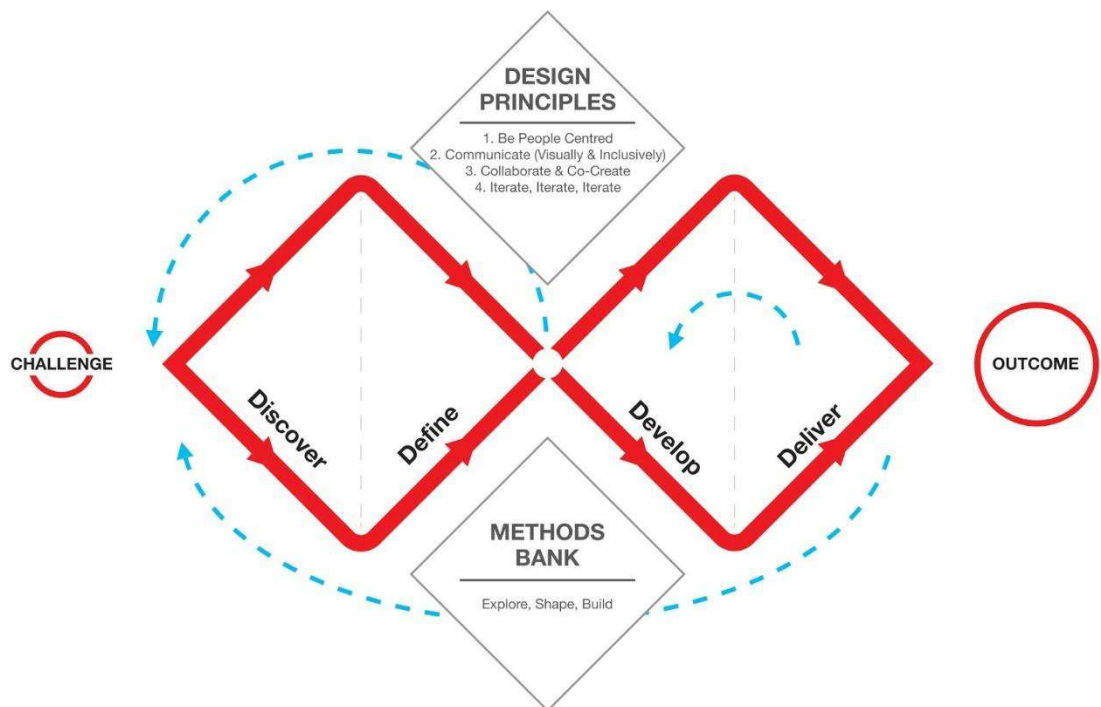 DESIGN
PRINCIPLES
1. Be People Centred
2. Communicate (Visually & Inclusively)
3. Collaborate & Co-Create
4. Iterate, Iterate, Iterate
CHALLENGE
Discover
Define
Develop
Deliver
OUTCOME
METHODS
BANK
Explore, Shape, Build